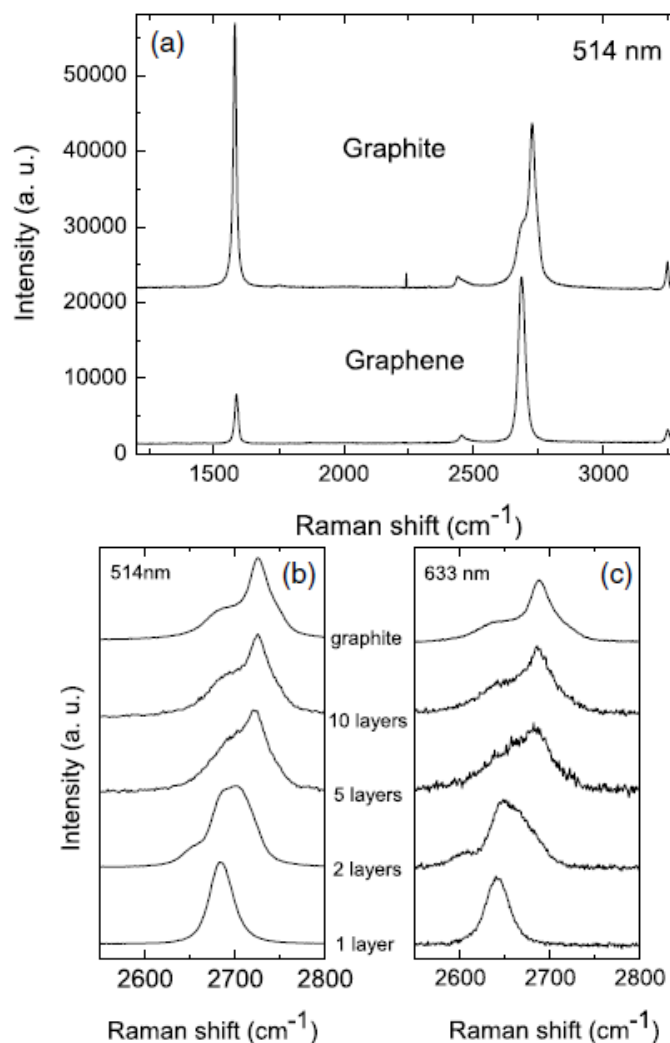 (a)
514 nm
Graphite
Graphene
Intensity (a. u.)
50000
40000
30000
20000
10000
0
1500
2000
2500
3000
Raman shift (cm-1)
514nm
(b)
633 nm
(c)
graphite
10 layers
5 layers
2 layers
1 layer
Intensity (a. u.)
2600
2700
2800
2600
2700
2800
Raman shift (cm-1)
Raman shift (cm-1)